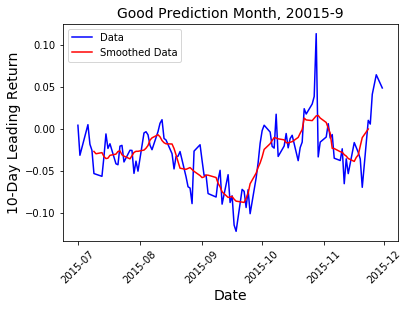 Good Prediction Month, 20015-9
Data
Smoothed Data
10-Day Leading Return
0.10
0.05
0.00
−0.05
−0.10
2015-07
2015-08
2015-09
2015-10
2015-11
2015-12
Date